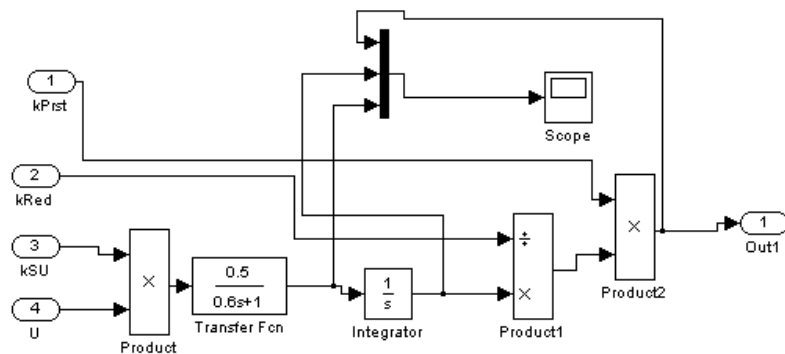 1
kPrst
Scope
2
kRed
3
kSU
4
U
×
Product
0.5
0.6s+1
Transfer Fcn
1
s
Integrator
÷
×
Product1
×
Product2
1
Out1